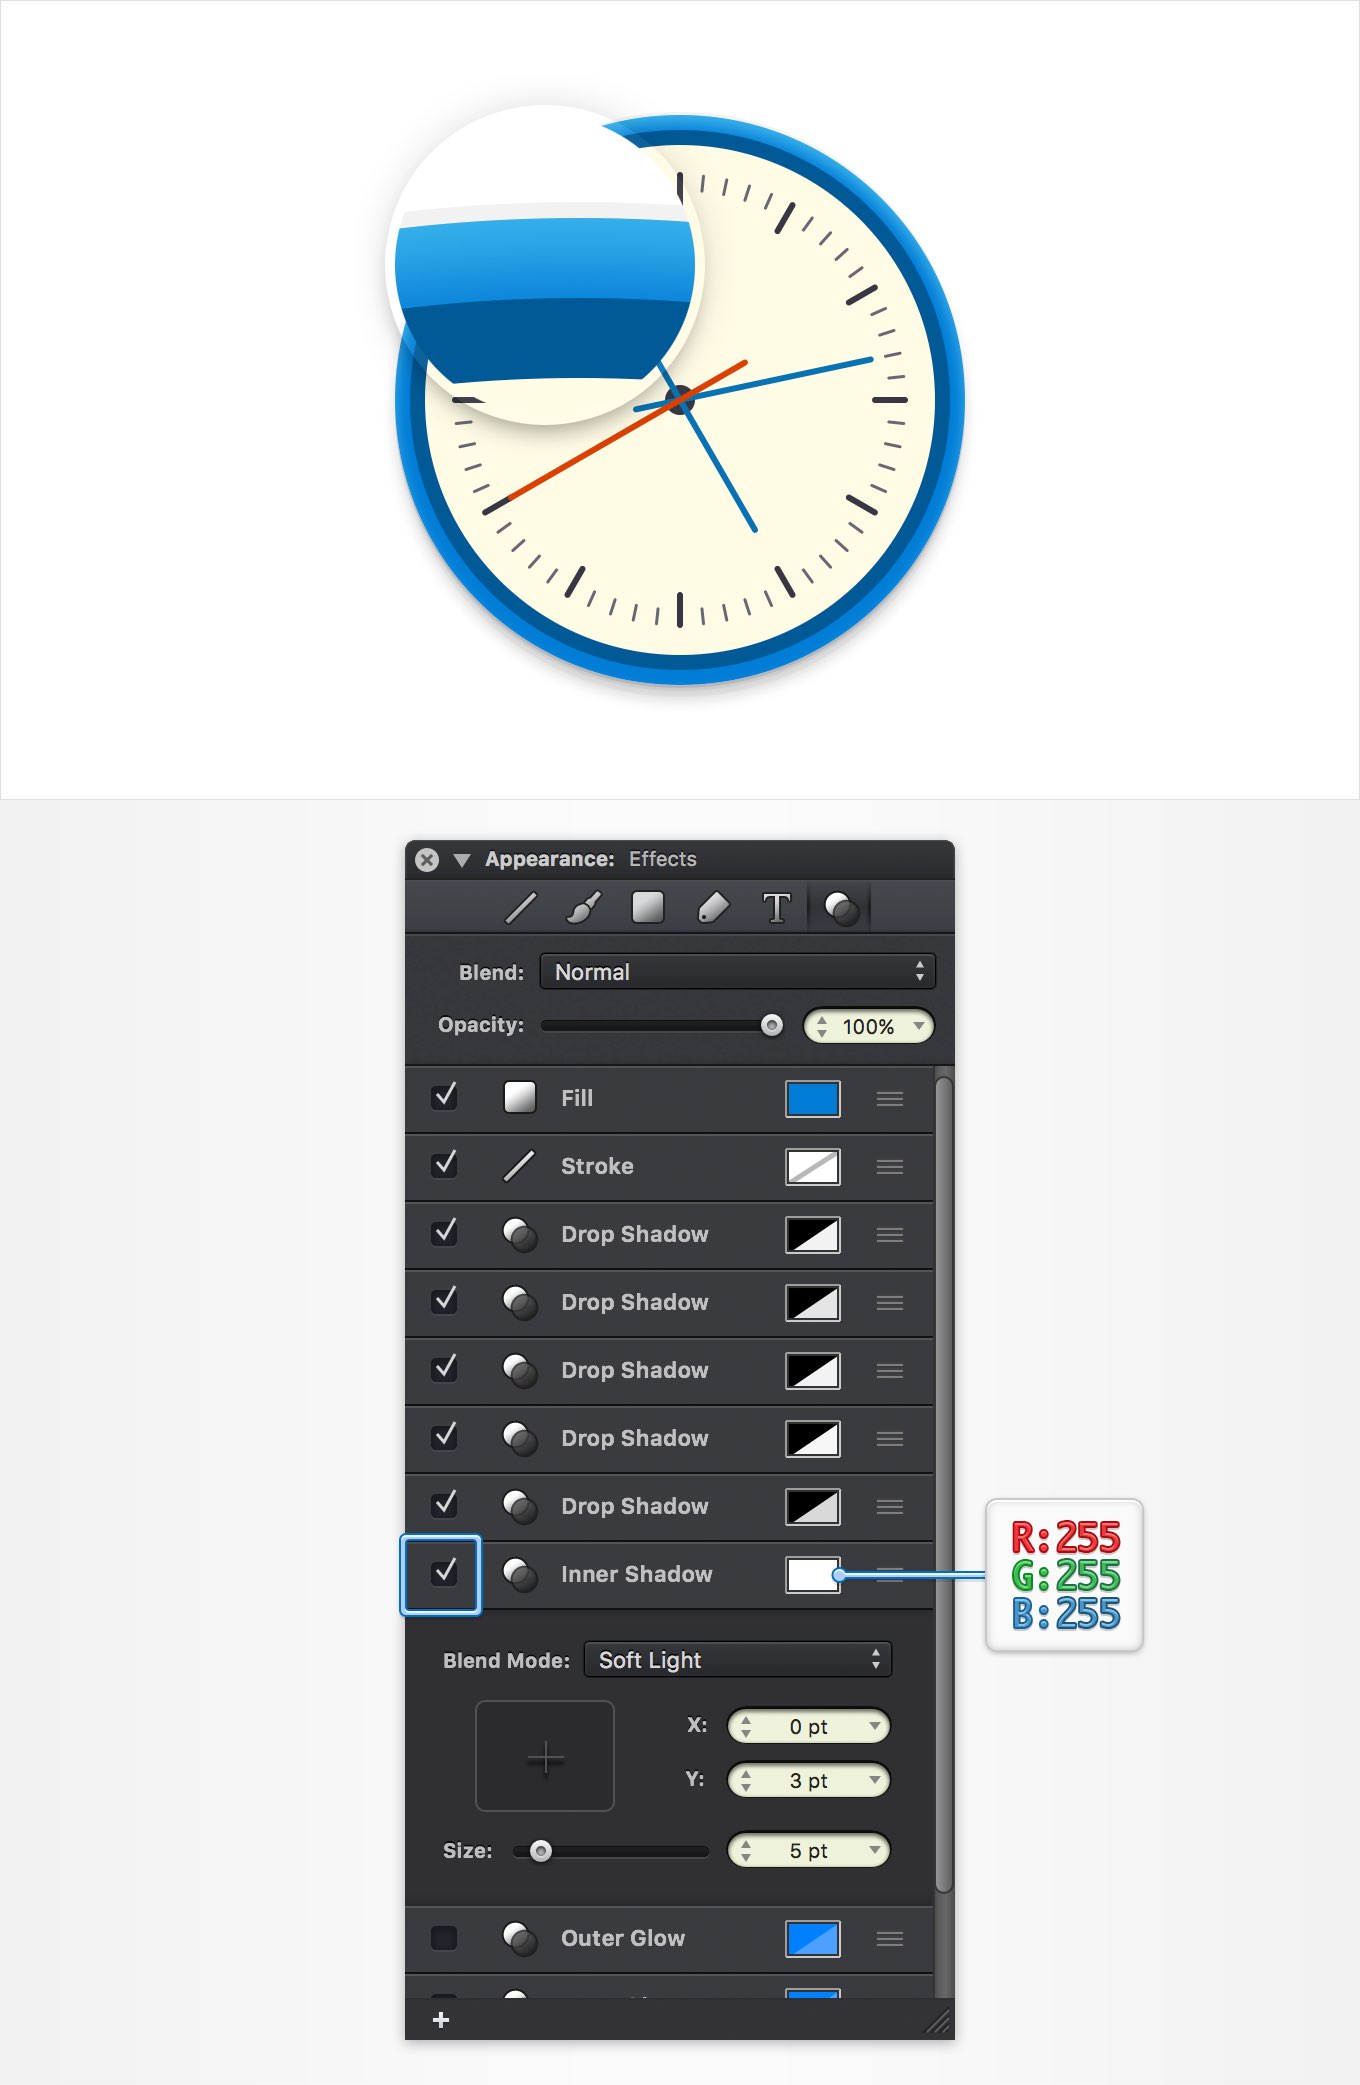 Appearance: Effects
T
Blend: Normal
Opacity: 100%
Fill
Stroke
Drop Shadow
Drop Shadow
Drop Shadow
Drop Shadow
Drop Shadow
Inner Shadow
R:255
G:255
B:255
Blend Mode: Soft Light
X: 0 pt
Y: 3 pt
Size: 5 pt
Outer Glow